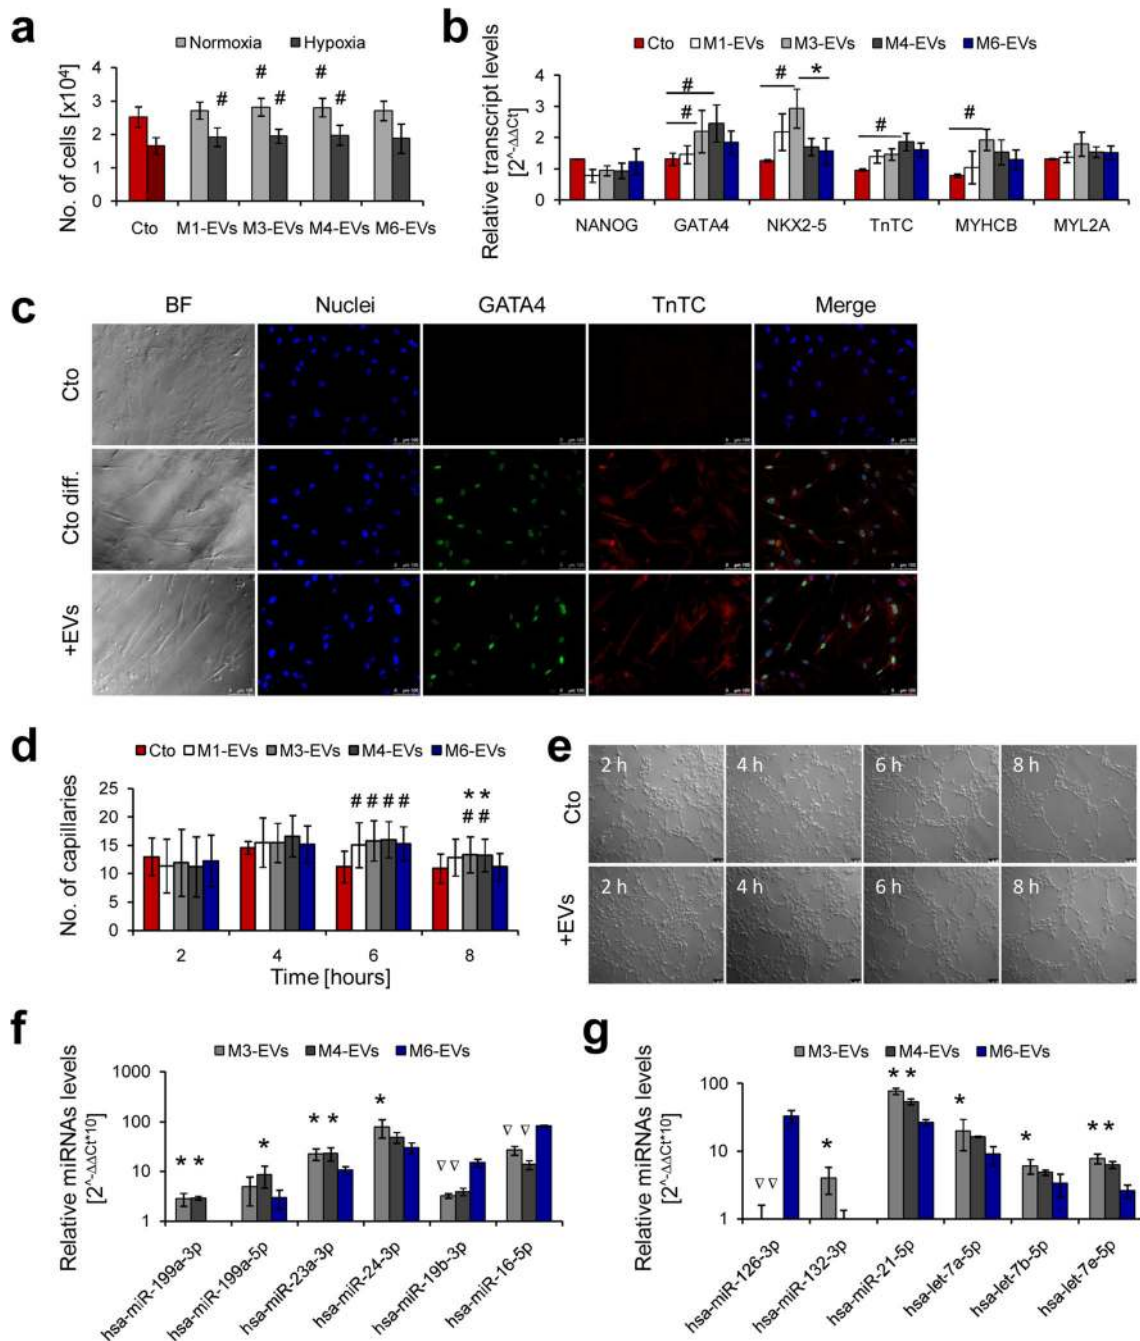 a
Normoxia Hypoxia
No. of cells [x10⁴]
4
3
2
1
0
# # # # #
Cto M1-EVs M3-EVs M4-EVs M6-EVs
b
Cto M1-EVs M3-EVs M4-EVs M6-EVs
Relative transcript levels
[2^-ΔΔCt]
4
3
2
1
0
# # # * # #
NANOG GATA4 NKX2-5 TnTC MYHCB MYL2A
c
BF Nuclei GATA4 TnTC Merge
Cto
Cto diff.
+EVs
d
Cto M1-EVs M3-EVs M4-EVs M6-EVs
No. of capillaries
25
20
15
10
5
0
# # # #
* *
# #
2 4 6 8
Time [hours]
e
Cto
2 h 4 h 6 h 8 h
+EVs
2 h 4 h 6 h 8 h
f
M3-EVs M4-EVs M6-EVs
Relative miRNAs levels
[2^-ΔΔCt*10]
1000
100
10
1
* * * * * * ▽ ▽ ▽ ▽
hsa-miR-199a-3p
hsa-miR-199a-5p
hsa-miR-23a-3p
hsa-miR-24-3p
hsa-miR-19b-3p
hsa-miR-16-5p
g
M3-EVs M4-EVs M6-EVs
Relative miRNAs levels
[2^-ΔΔCt*10]
100
10
1
▽ ▽ * * * * * * *
hsa-miR-126-3p
hsa-miR-132-3p
hsa-miR-21-5p
hsa-let-7a-5p
hsa-let-7b-5p
hsa-let-7e-5p